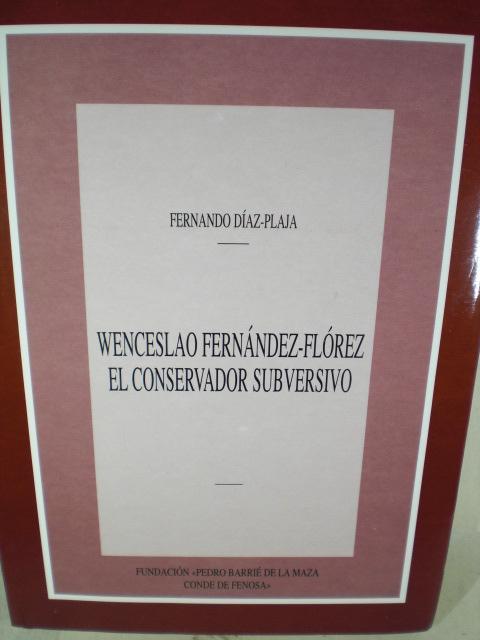 FERNANDO DÍAZ-PLAJA
WENCESLAO FERNÁNDEZ-FLÓREZ
EL CONSERVADOR SUBVERSIVO
FUNDACIÓN «PEDRO BARRIÉ DE LA MAZA
CONDE DE FENOSA»